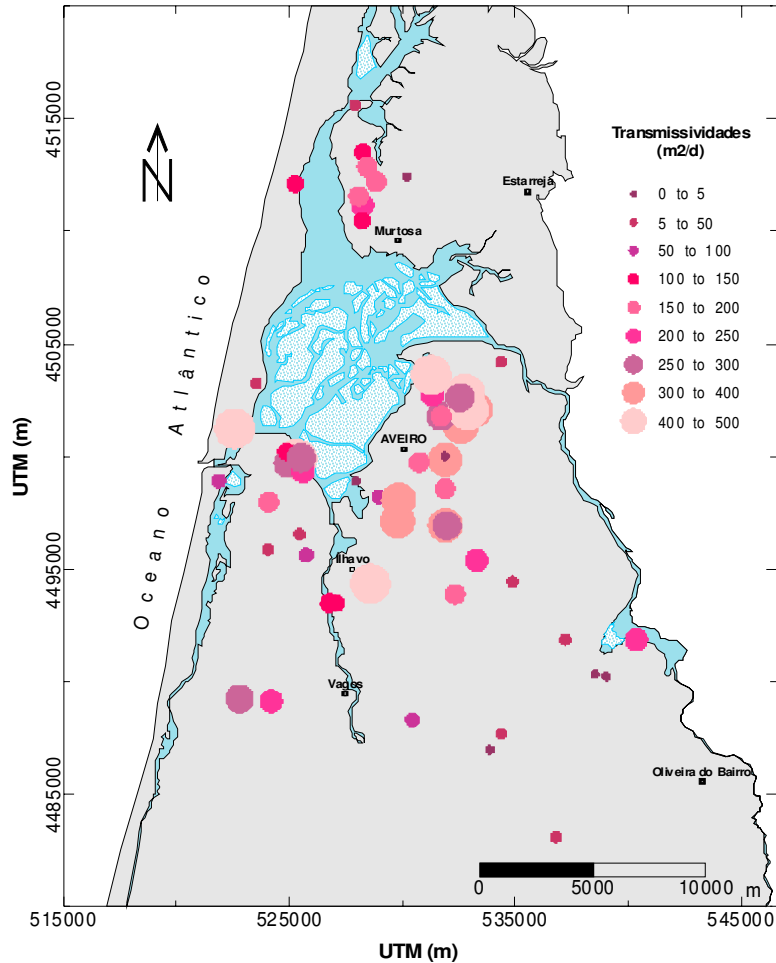 4515000
4505000
4495000
4485000
UTM (m)
Oceano Atlântico
N
Transmissividades
(m2/d)
0 to 5
5 to 50
50 to 100
100 to 150
150 to 200
200 to 250
250 to 300
300 to 400
400 to 500
Estarreja
Murtosa
AVEIRO
Ílhavo
Vagos
Oliveira do Bairro
0
5000
10000 m
515000
525000
535000
545000
UTM (m)